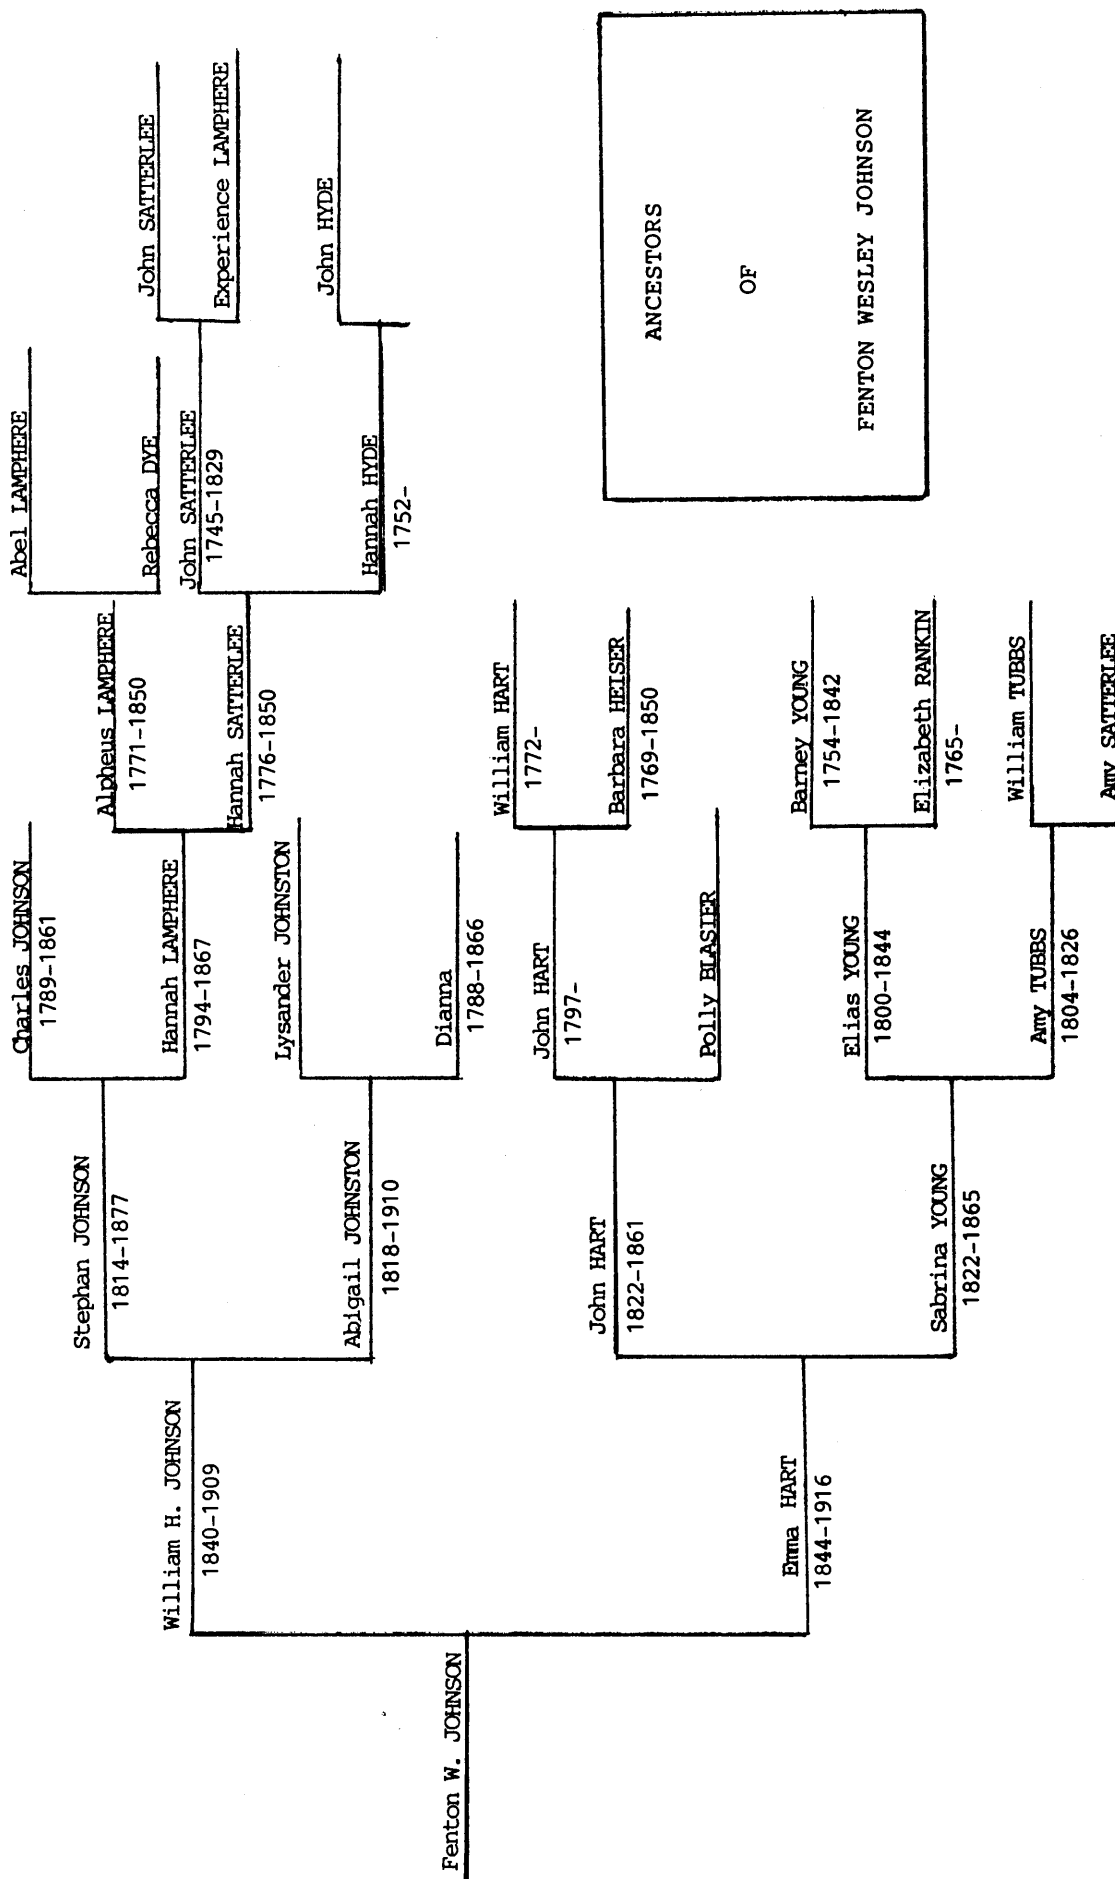 John SATTERLEE
Experience LAMPHERE
John HYDE
Abel LAMPHERE
Rebecca DYE
John SATTERLEE
1745-1829
Hannah HYDE
1752-
Alpheus LAMPHERE
1771-1850
Hannah SATTERLEE
1776-1850
William HART
1772-
Barbara HEISER
1769-1850
Barney YOUNG
1754-1842
Elizabeth RANKIN
1765-
William TUBBS
Amy SATTERLEE
Charles JOHNSON
1789-1861
Hannah LAMPHERE
1794-1867
Lysander JOHNSTON
Dianna
1788-1866
John HART
1797-
Polly BLASIER
Elias YOUNG
1800-1844
Amy TUBBS
1804-1826
Stephan JOHNSON
1814-1877
Abigail JOHNSTON
1818-1910
John HART
1822-1861
Sabrina YOUNG
1822-1865
William H. JOHNSON
1840-1909
Emma HART
1844-1916
Fenton W. JOHNSON
ANCESTORS
OF
FENTON WESLEY JOHNSON